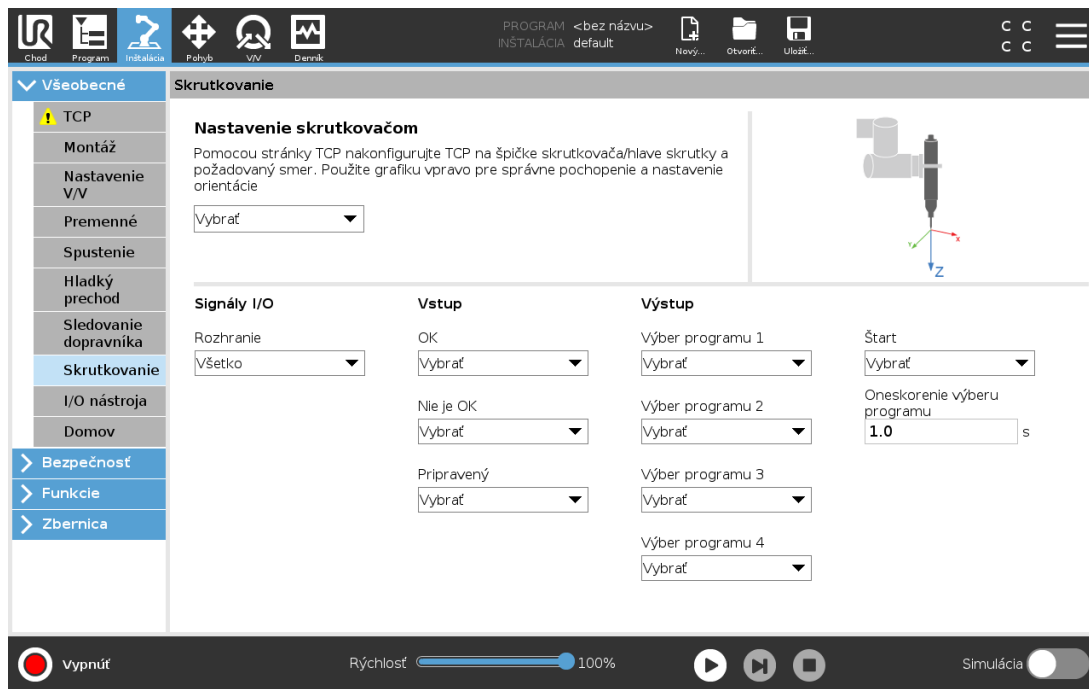 UR
PROGRAM <bez názvu>
INŠTALÁCIA default
C C
C C
Chod
Program
Inštalácia
Pohyb
V/V
Denník
Nový...
Otvoriť...
Uložiť...
Všeobecné
TCP
Montáž
Nastavenie
V/V
Premenné
Spustenie
Hladký
prechod
Sledovanie
dopravníka
Skrutkovanie
I/O nástroja
Domov
Bezpečnosť
Funkcie
Zbernica
Skrutkovanie
Nastavenie skrutkovačom
Pomocou stránky TCP nakonfigurujte TCP na špičke skrutkovača/hlave skrutky a
požadovaný smer. Použite grafiku vpravo pre správne pochopenie a nastavenie
orientácie
Vybrať
Y
X
Z
Signály I/O
Rozhranie
Všetko
Vstup
OK
Vybrať
Nie je OK
Vybrať
Pripravený
Vybrať
Výstup
Výber programu 1
Vybrať
Výber programu 2
Vybrať
Výber programu 3
Vybrať
Výber programu 4
Vybrať
Štart
Vybrať
Oneskorenie výberu
programu
1.0 s
Vypnúť
Rýchlosť 100%
Simulácia